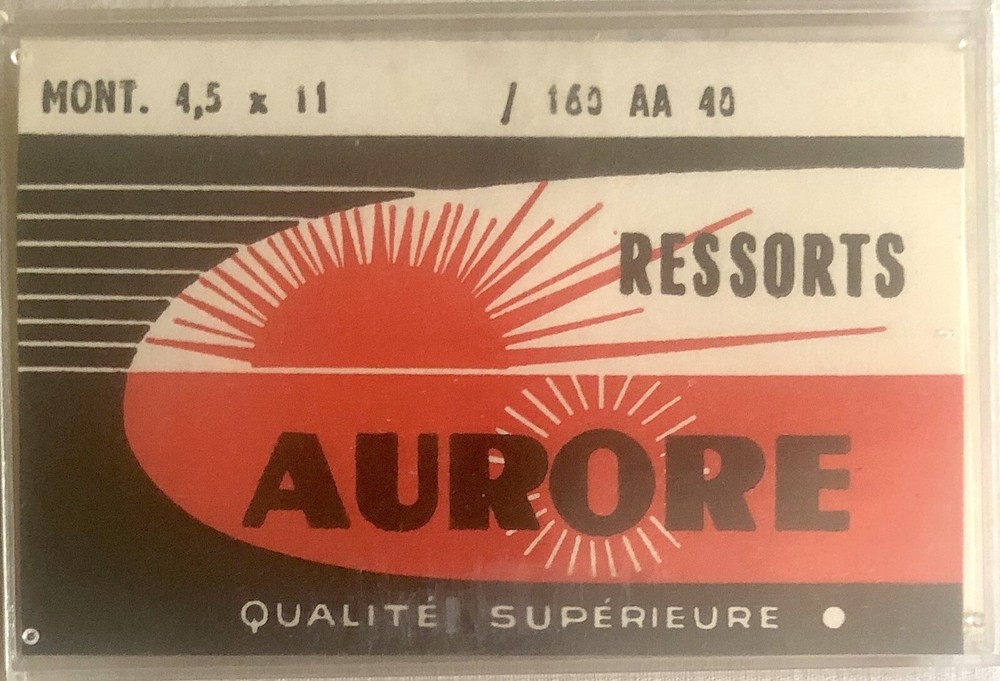 MONT. 4,5 x 11 / 160 AA 40
RESSORTS
AURORE
QUALITÉ SUPÉRIEURE